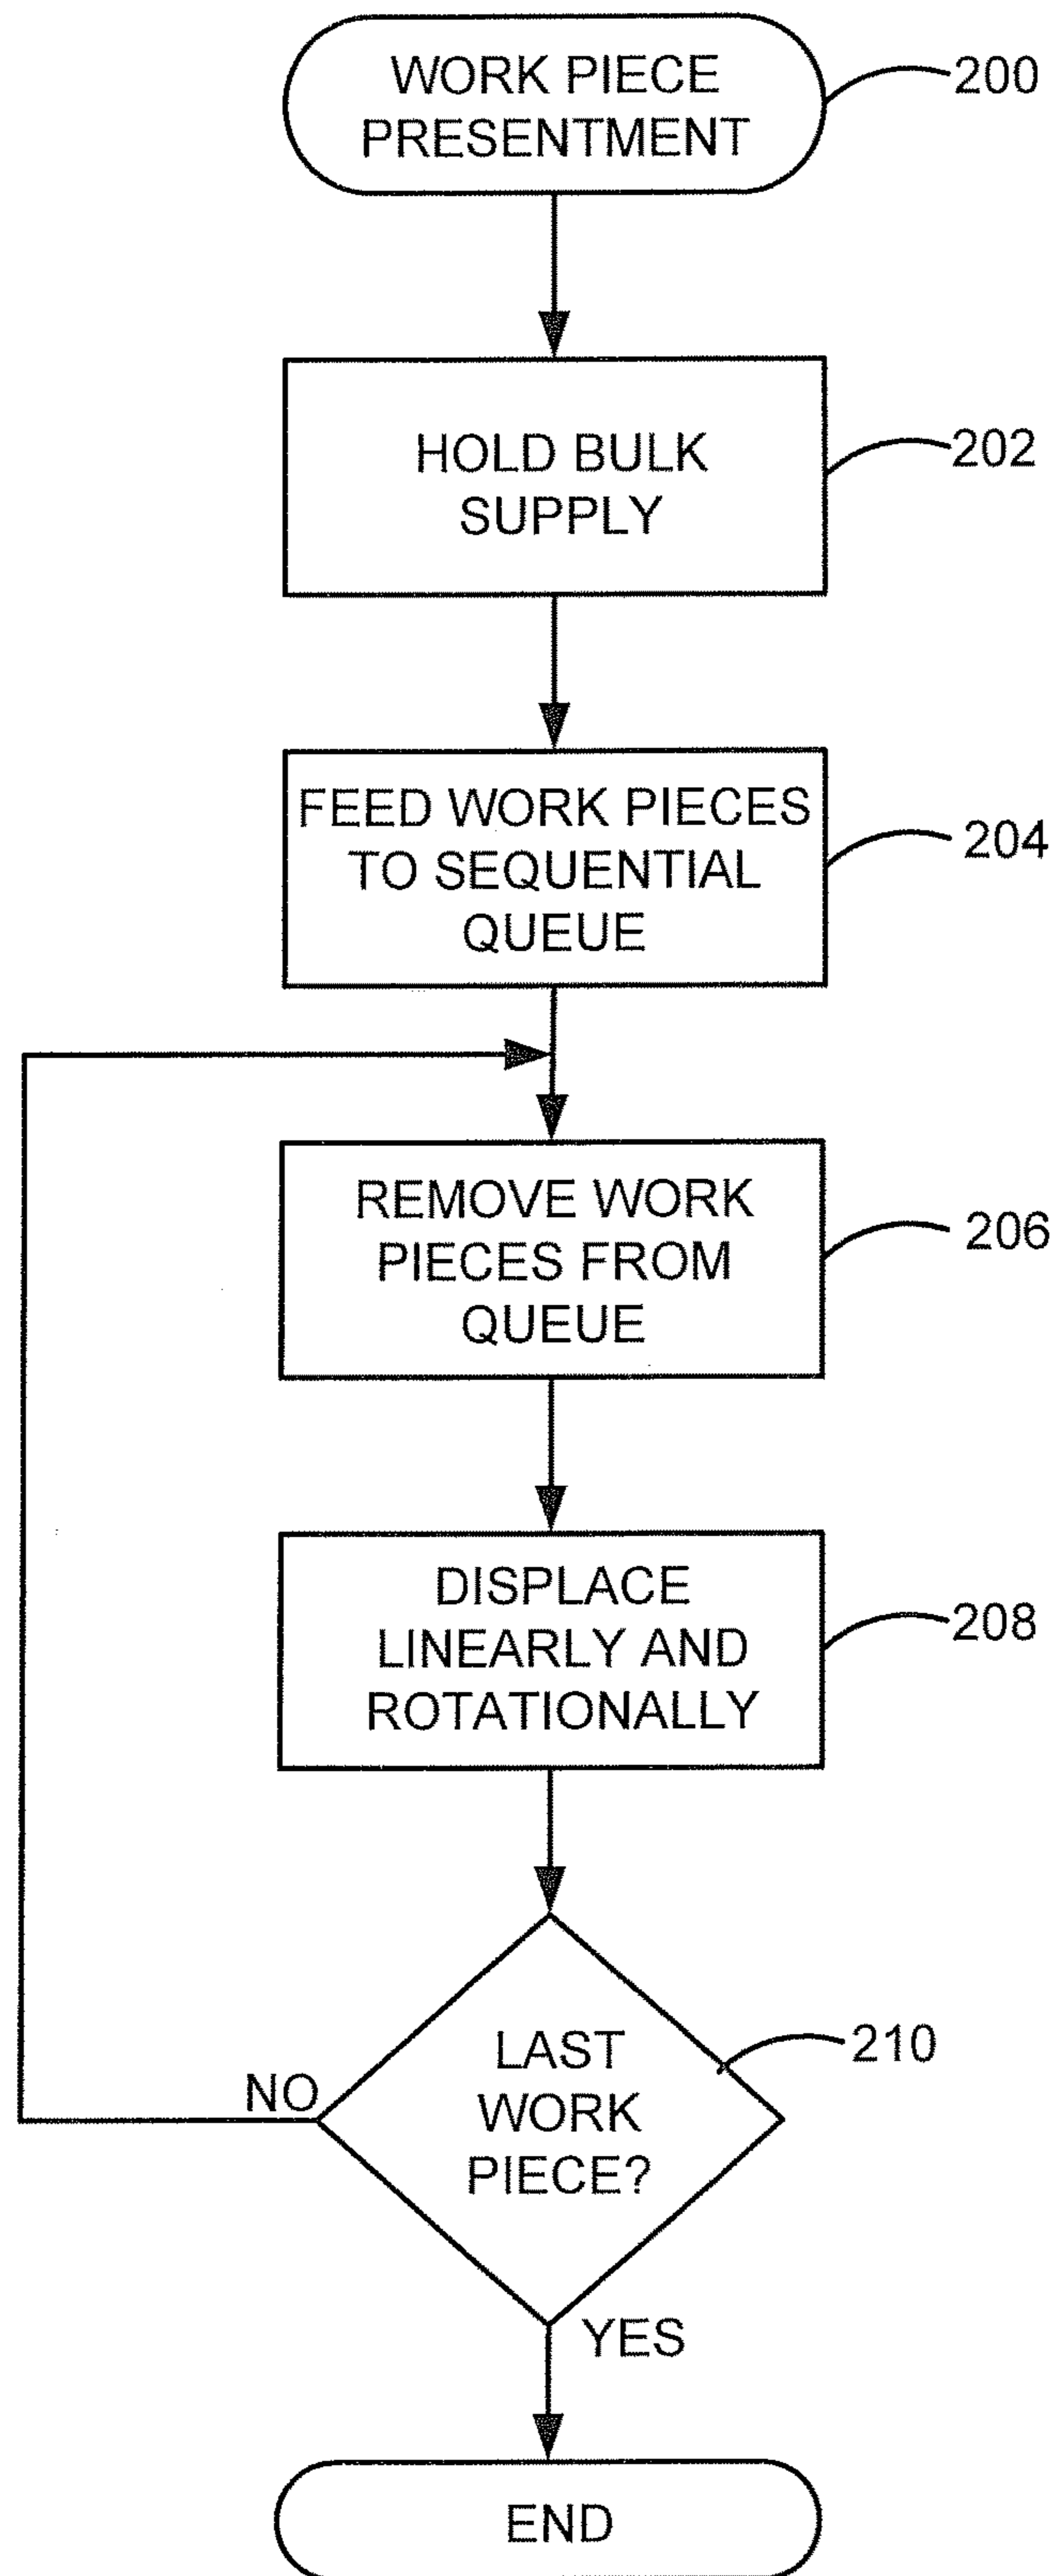 WORK PIECE
PRESENTMENT
200
HOLD BULK
SUPPLY
202
FEED WORK PIECES
TO SEQUENTIAL
QUEUE
204
REMOVE WORK
PIECES FROM
QUEUE
206
DISPLACE
LINEARLY AND
ROTATIONALLY
208
LAST
WORK
PIECE?
210
NO
YES
END